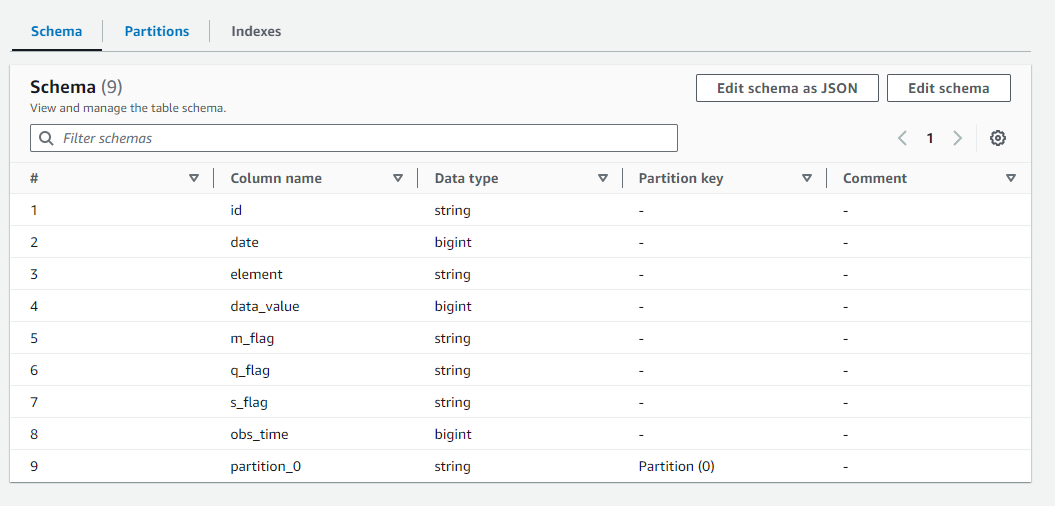 Schema Partitions Indexes
Schema (9) Edit schema as JSON Edit schema
View and manage the table schema.
Filter schemas 1
# Column name Data type Partition key Comment
1 id string - -
2 date bigint - -
3 element string - -
4 data_value bigint - -
5 m_flag string - -
6 q_flag string - -
7 s_flag string - -
8 obs_time bigint - -
9 partition_0 string Partition (0) -